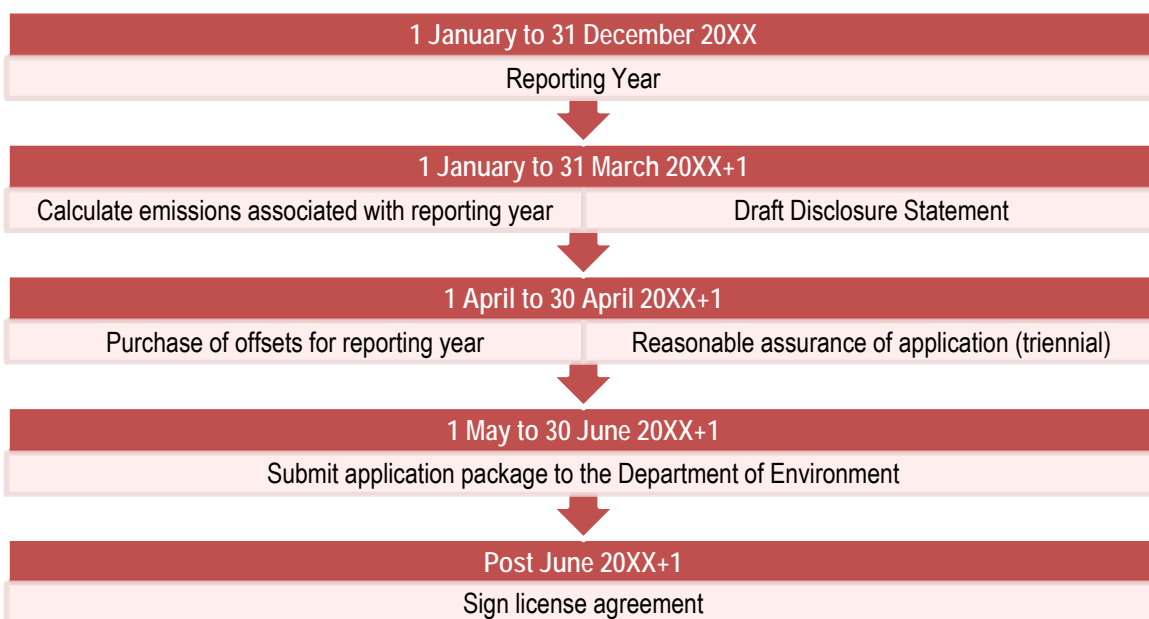 1 January to 31 December 20XX
Reporting Year
1 January to 31 March 20XX+1
Calculate emissions associated with reporting year
Draft Disclosure Statement
1 April to 30 April 20XX+1
Purchase of offsets for reporting year
Reasonable assurance of application (triennial)
1 May to 30 June 20XX+1
Submit application package to the Department of Environment
Post June 20XX+1
Sign license agreement